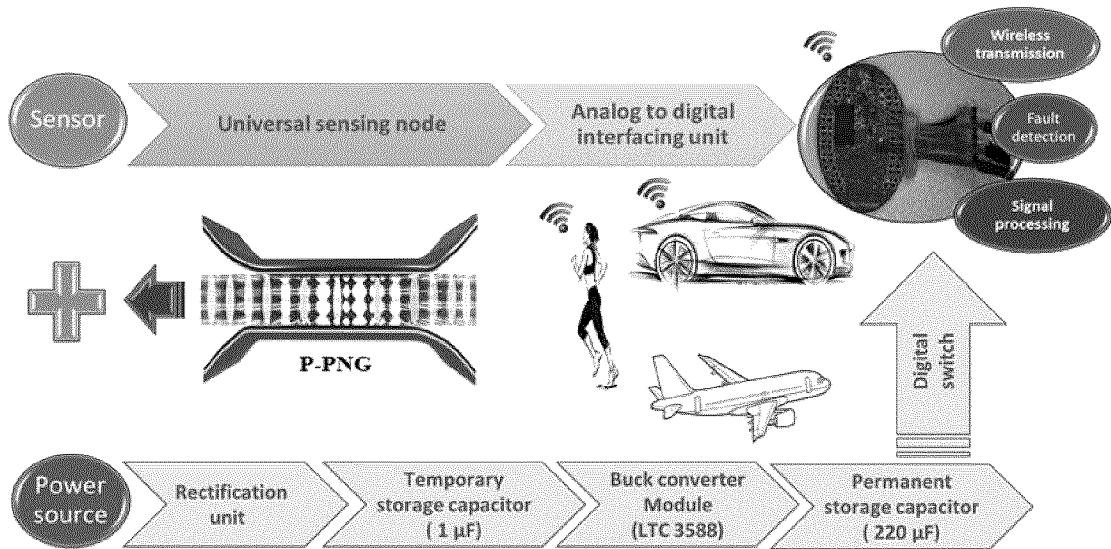 Sensor
Universal sensing node
Analog to digital
interfacing unit
Wireless
transmission
Fault
detection
Signal
processing
P-PNG
Digital
switch
Power
source
Rectification
unit
Temporary
storage capacitor
( 1 µF)
Buck converter
Module
(LTC 3588)
Permanent
storage capacitor
( 220 µF)